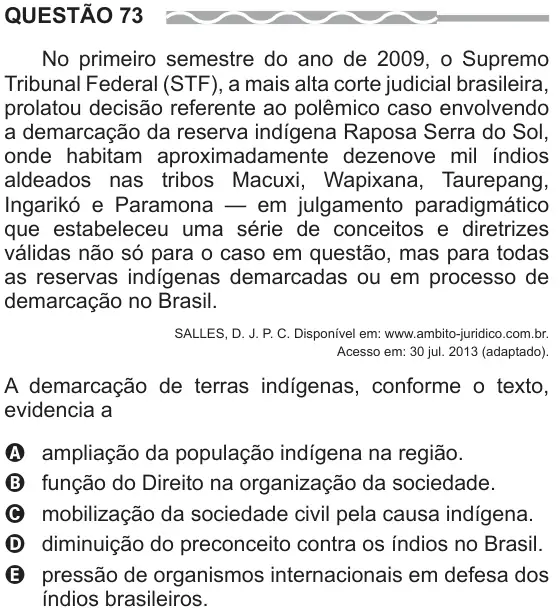 QUESTÃO 73
No primeiro semestre do ano de 2009, o Supremo
Tribunal Federal (STF), a mais alta corte judicial brasileira,
prolatou decisão referente ao polêmico caso envolvendo
a demarcação da reserva indígena Raposa Serra do Sol,
onde habitam aproximadamente dezenove mil índios
aldeados nas tribos Macuxi, Wapixana, Taurepang,
Ingarikó e Paramona — em julgamento paradigmático
que estabeleceu uma série de conceitos e diretrizes
válidas não só para o caso em questão, mas para todas
as reservas indígenas demarcadas ou em processo de
demarcação no Brasil.
SALLES, D. J. P. C. Disponível em: www.ambito-juridico.com.br.
Acesso em: 30 jul. 2013 (adaptado).
A demarcação de terras indígenas, conforme o texto,
evidencia a
A ampliação da população indígena na região.
B função do Direito na organização da sociedade.
C mobilização da sociedade civil pela causa indígena.
D diminuição do preconceito contra os índios no Brasil.
E pressão de organismos internacionais em defesa dos
índios brasileiros.